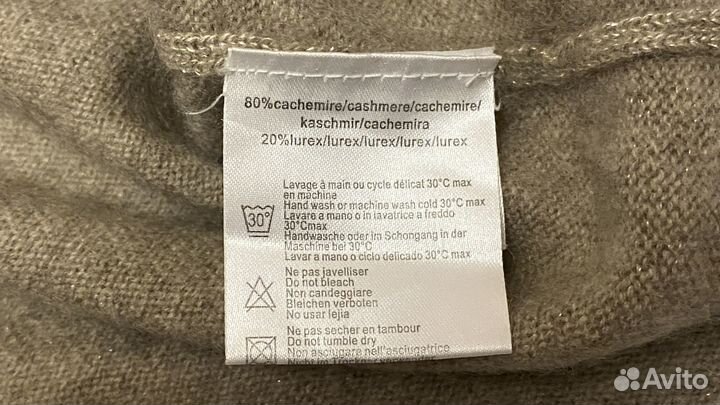 80%cachemire/cashmere/cachemire/
kaschmir/cachemira
20%lurex/lurex/lurex/lurex/lurex
Lavage à main ou cycle délicat 30°C max
en machine
Hand wash or machine wash cold 30°C max
Lavare a mano o in lavatrice a freddo
30°Cmax
Handwasche oder im Schongang in der
Maschine bei 30°C
Lavar a mano o ciclo delicado 30°C max
30°
Ne pas javelliser
Do not bleach
Non candeggiare
Bleichen verboten
No usar lejia
Ne pas secher en tambour
Do not tumble dry
Non asciugare nell'asciugatrice
Nicht im Trockner
Avito